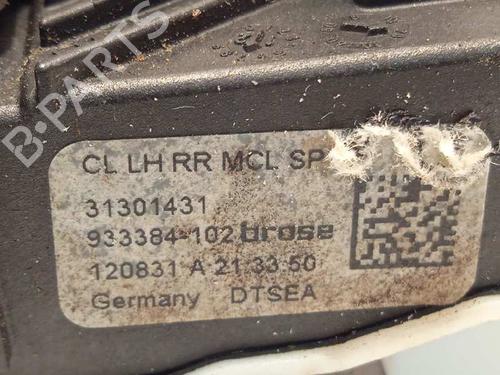 B-PARTS
CL LH RR MCL SP
31301431
933384-102 brose
120831 A 21 33 50
Germany DTSEA